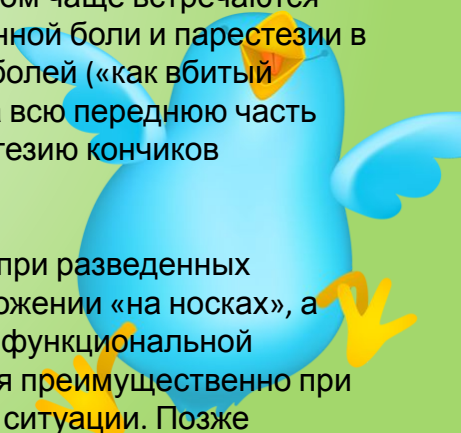 ом чаще встречаются
нной боли и парестезии в
болей («как вбитый
а всю переднюю часть
тезию кончиков
при разведенных
ожении «на носках», а
функциональной
я преимущественно при
ситуации. Позже